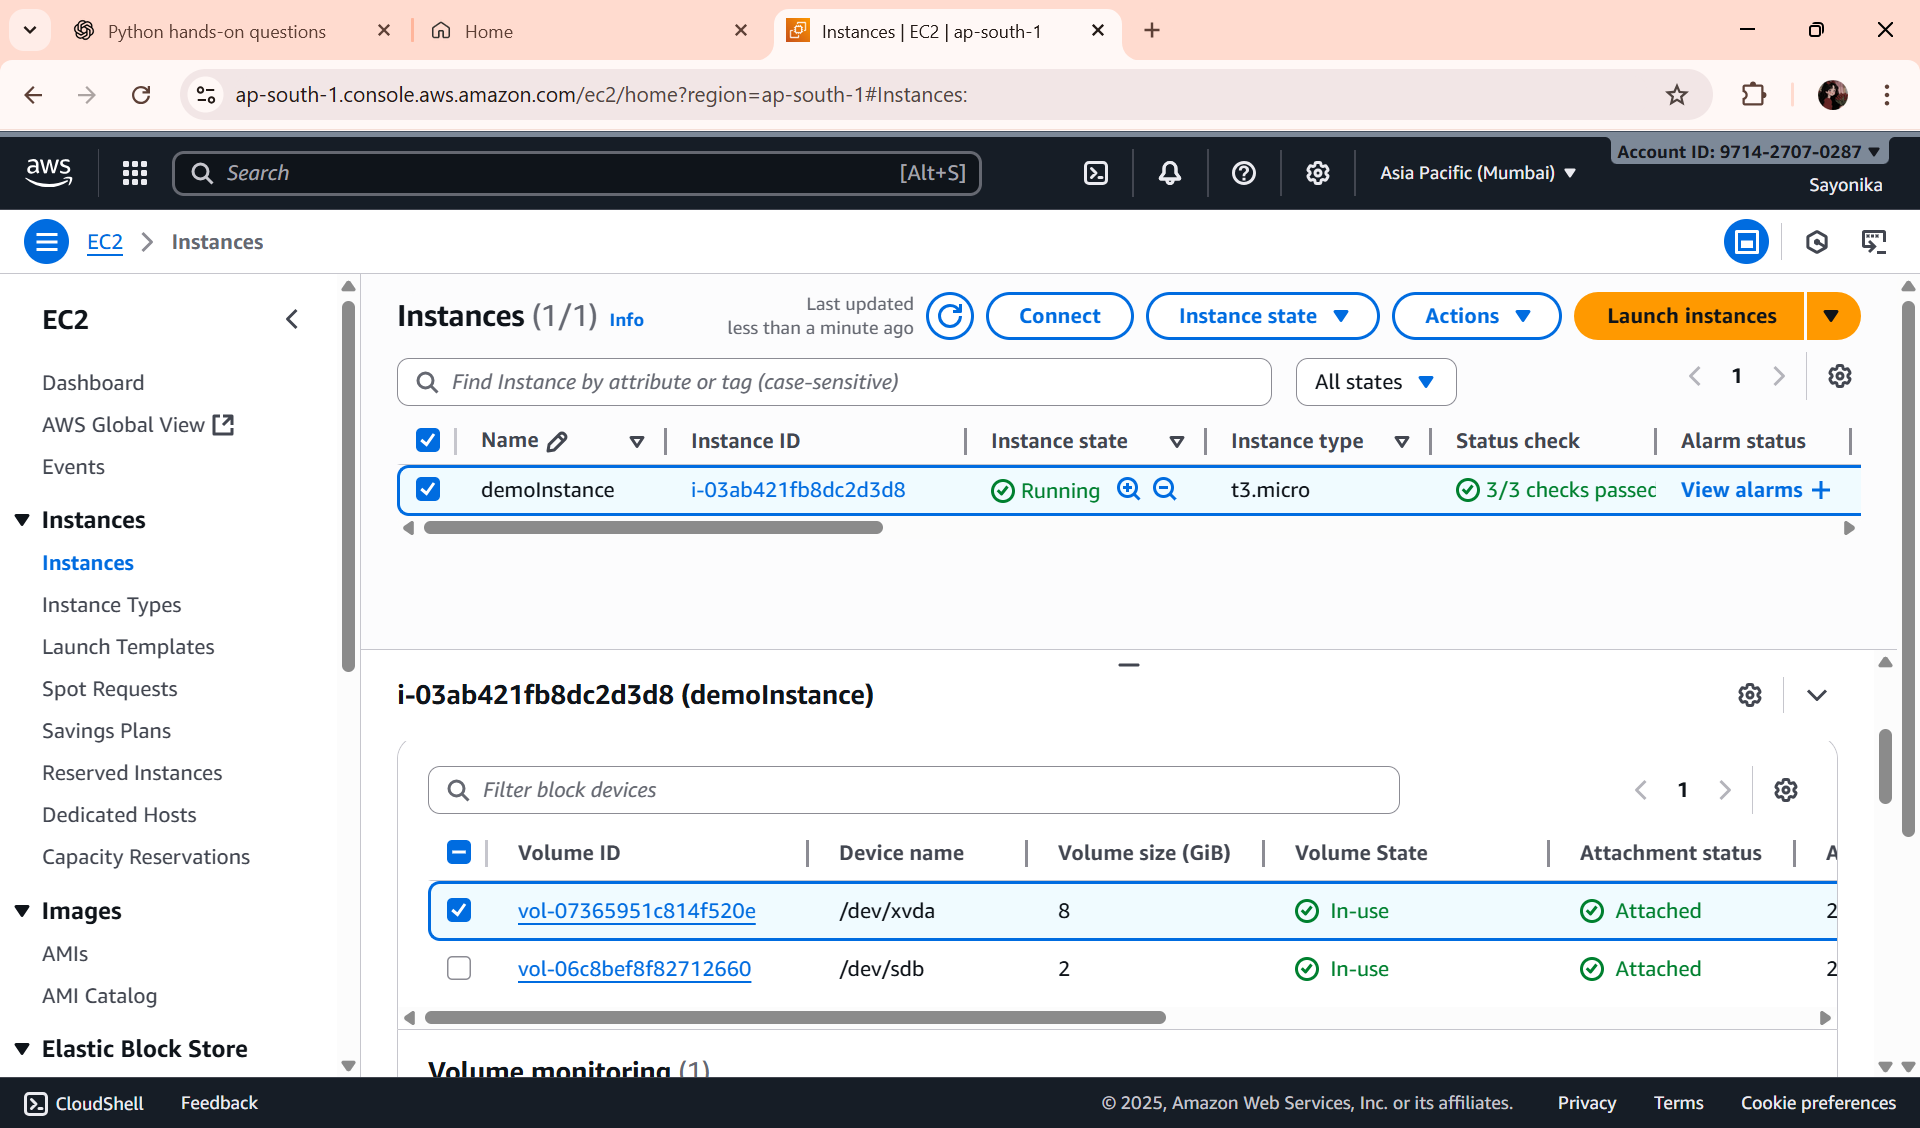 Python hands-on questions
Home
Instances | EC2 | ap-south-1
ap-south-1.console.aws.amazon.com/ec2/home?region=ap-south-1#Instances:
aws
Search
[Alt+S]
Asia Pacific (Mumbai)
Account ID: 9714-2707-0287
Sayonika
EC2
Instances
EC2
Dashboard
AWS Global View
Events
Instances
Instances
Instance Types
Launch Templates
Spot Requests
Savings Plans
Reserved Instances
Dedicated Hosts
Capacity Reservations
Images
AMIs
AMI Catalog
Elastic Block Store
Instances (1/1) Info
Last updated
less than a minute ago
Connect
Instance state
Actions
Launch instances
Find Instance by attribute or tag (case-sensitive)
All states
1
Name Instance ID Instance state Instance type Status check Alarm status
demoInstance i-03ab421fb8dc2d3d8 Running t3.micro 3/3 checks passed View alarms +
i-03ab421fb8dc2d3d8 (demoInstance)
Filter block devices
1
Volume ID Device name Volume size (GiB) Volume State Attachment status A
vol-07365951c814f520e /dev/xvda 8 In-use Attached 2
vol-06c8bef8f82712660 /dev/sdb 2 In-use Attached 2
Volume monitoring (1)
CloudShell
Feedback
© 2025, Amazon Web Services, Inc. or its affiliates.
Privacy
Terms
Cookie preferences